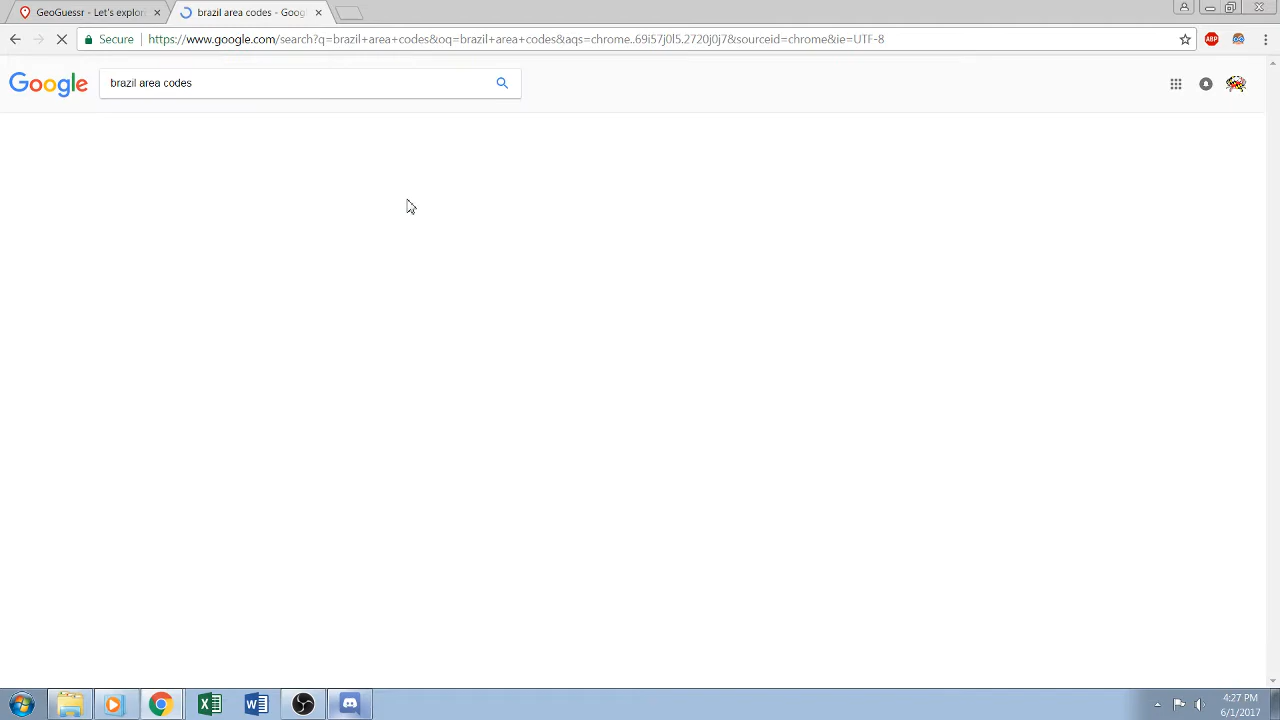 GeoGuessr - Let's explor
brazil area codes - Goog
Secure
https://www.google.com/search?q=brazil+area+codes&oq=brazil+area+codes&aqs=chrome..69i57j0l5.2720j0j7&sourceid=chrome&ie=UTF-8
ABP
Google
brazil area codes
4:27 PM
6/1/2017